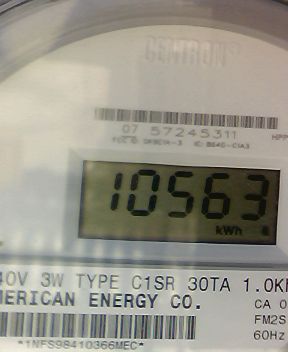 CENTRON®
07 57245311
10563
kWh
40V 3W TYPE C1SR 30TA 1.0K
MERICAN ENERGY CO.
CA 0
FM2S
60Hz
*1NFS98410366MEC*